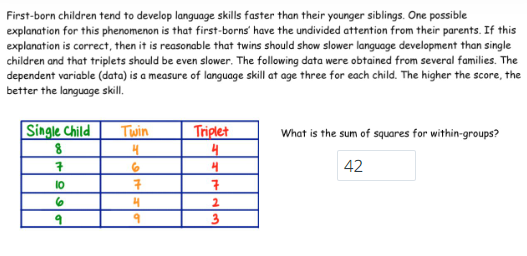 First-born children tend to develop language skills faster than their younger siblings. One possible
explanation for this phenomenon is that first-borns' have the undivided attention from their parents. If this
explanation is correct, then it is reasonable that twins should show slower language development than single
children and that triplets should be even slower. The following data were obtained from several families. The
dependent variable (data) is a measure of language skill at age three for each child. The higher the score, the
better the language skill.
Single Child Twin Triplet
8 4 4
7 6 4
10 7 7
6 4 2
9 9 3
What is the sum of squares for within-groups?
42